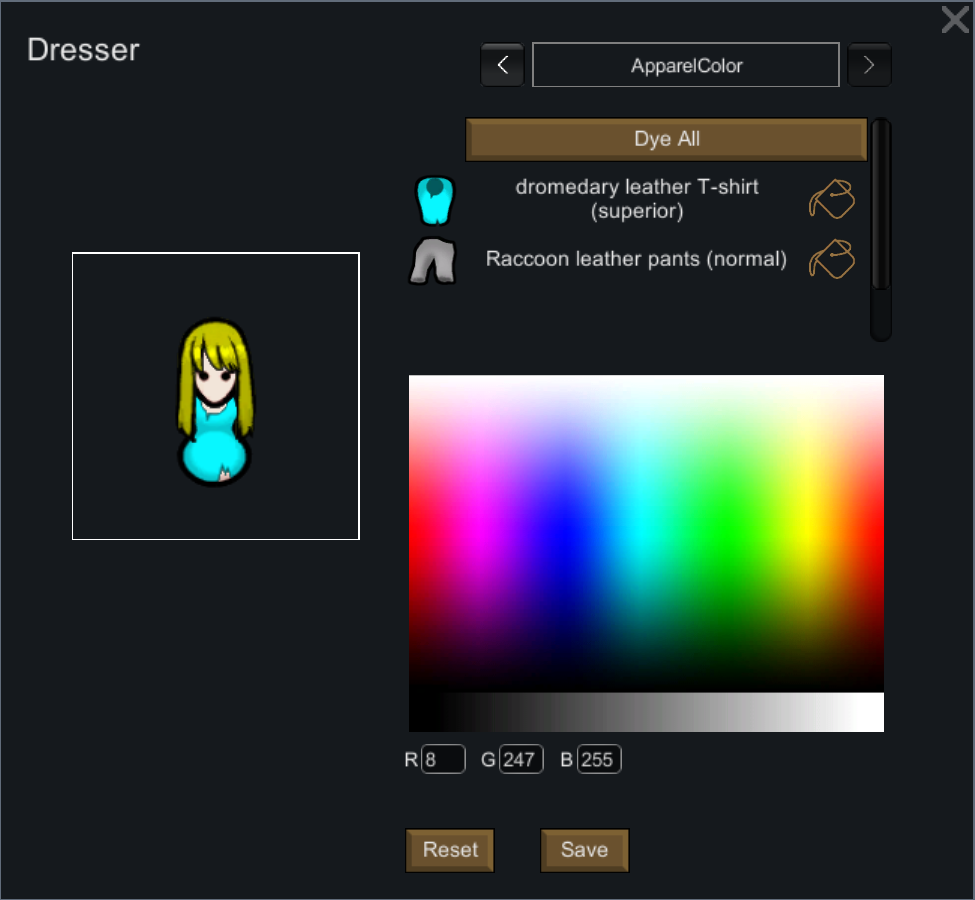 Dresser
ApparelColor
Dye All
dromedary leather T-shirt
(superior)
Raccoon leather pants (normal)
R 8 G 247 B 255
Reset Save